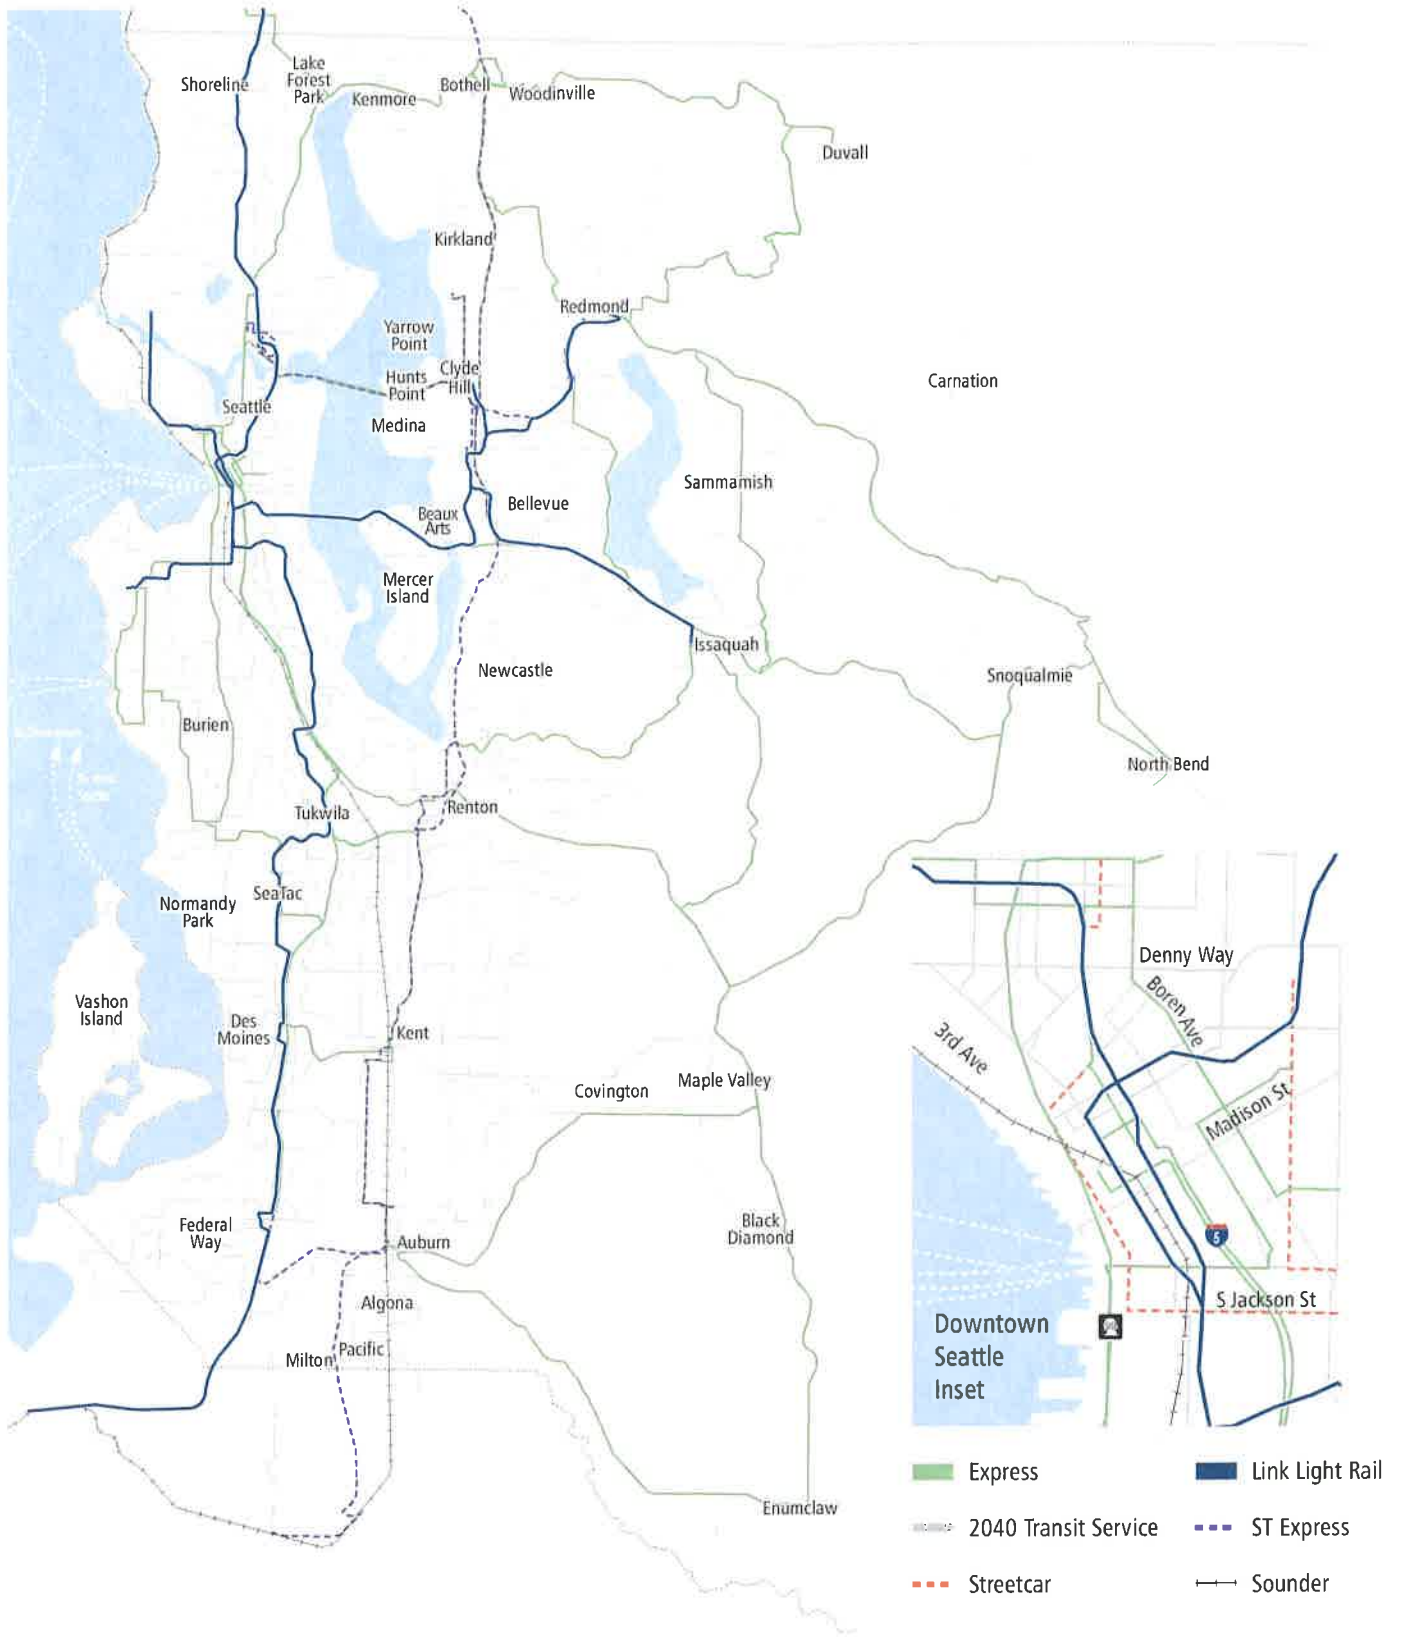 Lake
Forest
Park
Shoreline
Kenmore
Bothell
Woodinville
Duvall
Kirkland
Redmond
Yarrow
Point
Hunts
Point
Clyde
Hill
Carnation
Seattle
Medina
Sammamish
Bellevue
Beaux
Arts
Mercer
Island
Issaquah
Newcastle
Snoqualmie
Burien
North Bend
Renton
Tukwila
SeaTac
Normandy
Park
Vashon
Island
Des
Moines
Kent
Covington
Maple Valley
Federal
Way
Auburn
Black
Diamond
Algona
Milton
Pacific
Enumclaw
Denny Way
Boren Ave
3rd Ave
Madison St
5
S Jackson St
Downtown
Seattle
Inset
Express
Link Light Rail
2040 Transit Service
ST Express
Streetcar
Sounder